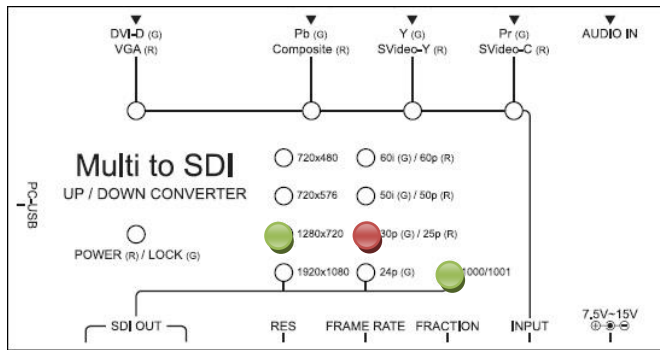 DVI-D (G)
VGA (R)
Pb (G)
Composite (R)
Y (G)
SVideo-Y (R)
Pr (G)
SVideo-C (R)
AUDIO IN
Multi to SDI
UP / DOWN CONVERTER
PC-USB
POWER (R) / LOCK (G)
720x480
60i (G) / 60p (R)
720x576
50i (G) / 50p (R)
1280x720
30p (G) / 25p (R)
1920x1080
24p (G)
1000/1001
SDI OUT
RES
FRAME RATE
FRACTION
INPUT
7.5V~15V